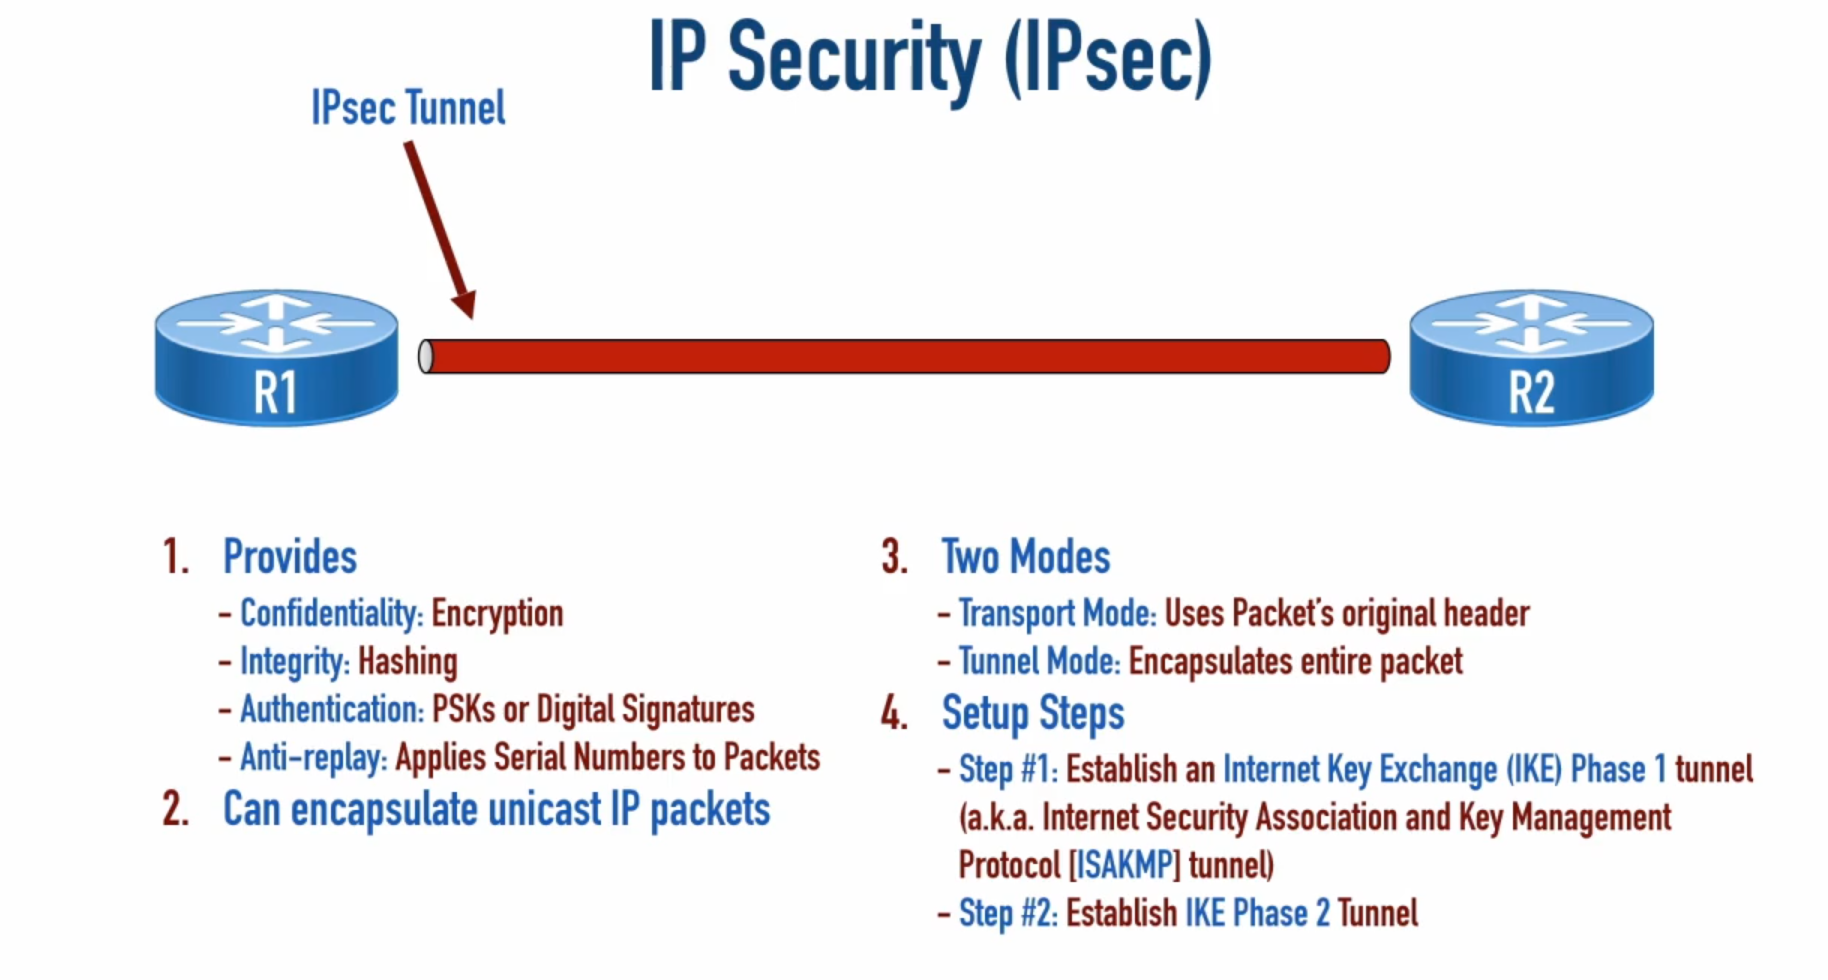 IP Security (IPsec)
IPsec Tunnel
R1
R2
1. Provides
– Confidentiality: Encryption
– Integrity: Hashing
– Authentication: PSKs or Digital Signatures
– Anti-replay: Applies Serial Numbers to Packets
2. Can encapsulate unicast IP packets
3. Two Modes
– Transport Mode: Uses Packet's original header
– Tunnel Mode: Encapsulates entire packet
4. Setup Steps
– Step #1: Establish an Internet Key Exchange (IKE) Phase 1 tunnel
(a.k.a. Internet Security Association and Key Management
Protocol [ISAKMP] tunnel)
– Step #2: Establish IKE Phase 2 Tunnel